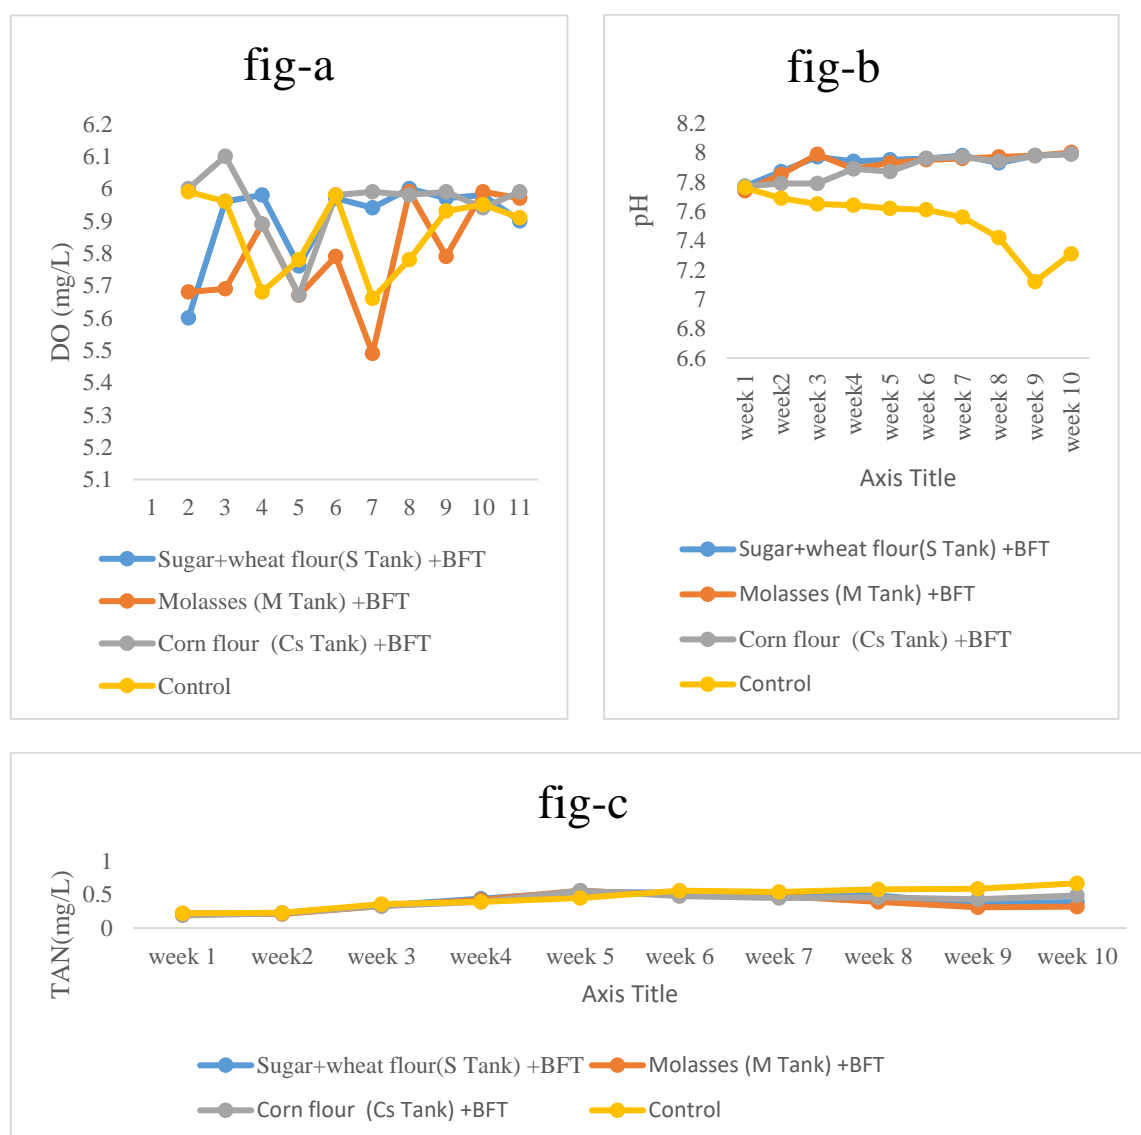 fig-a
DO (mg/L)
6.2
6.1
6
5.9
5.8
5.7
5.6
5.5
5.4
5.3
5.2
5.1
1 2 3 4 5 6 7 8 9 10 11
Sugar+wheat flour(S Tank) +BFT
Molasses (M Tank) +BFT
Corn flour (Cs Tank) +BFT
Control
fig-b
pH
8.2
8
7.8
7.6
7.4
7.2
7
6.8
6.6
week 1
week2
week 3
week4
week 5
week 6
week 7
week 8
week 9
week 10
Axis Title
Sugar+wheat flour(S Tank) +BFT
Molasses (M Tank) +BFT
Corn flour (Cs Tank) +BFT
Control
fig-c
TAN(mg/L)
1
0.5
0
week 1 week2 week 3 week4 week 5 week 6 week 7 week 8 week 9 week 10
Axis Title
Sugar+wheat flour(S Tank) +BFT Molasses (M Tank) +BFT
Corn flour (Cs Tank) +BFT Control